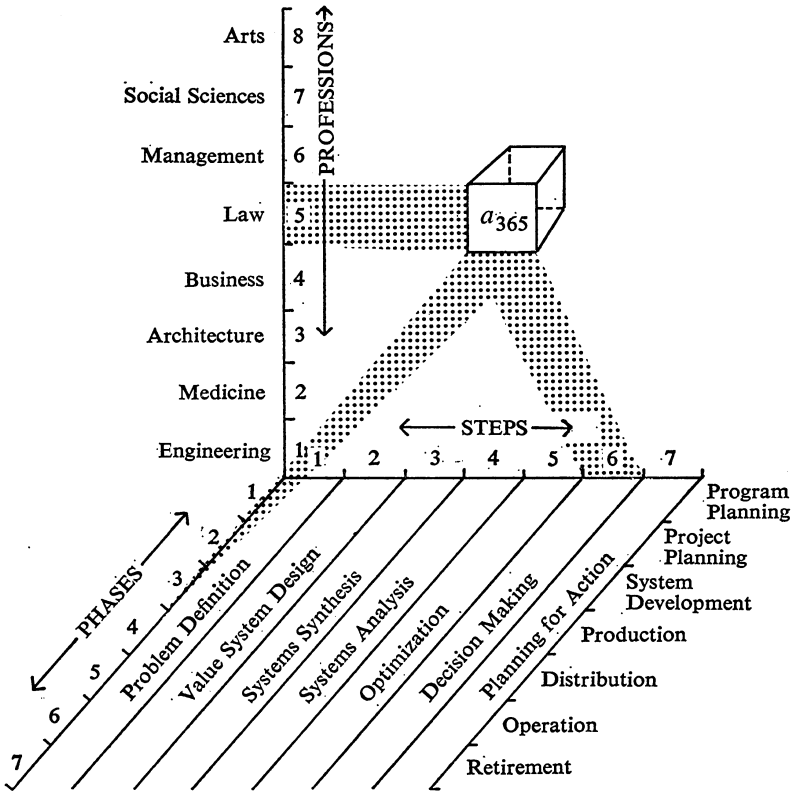 Arts 8
PROFESSIONS
Social Sciences 7
Management 6
Law 5
a365
Business 4
Architecture 3
Medicine 2
STEPS
Engineering 1
1 2 3 4 5 6 7
1
2
3
4
5
6
7
PHASES
Problem Definition
Value System Design
Systems Synthesis
Systems Analysis
Optimization
Decision Making
Planning for Action
Program
Planning
Project
Planning
System
Development
Production
Distribution
Operation
Retirement